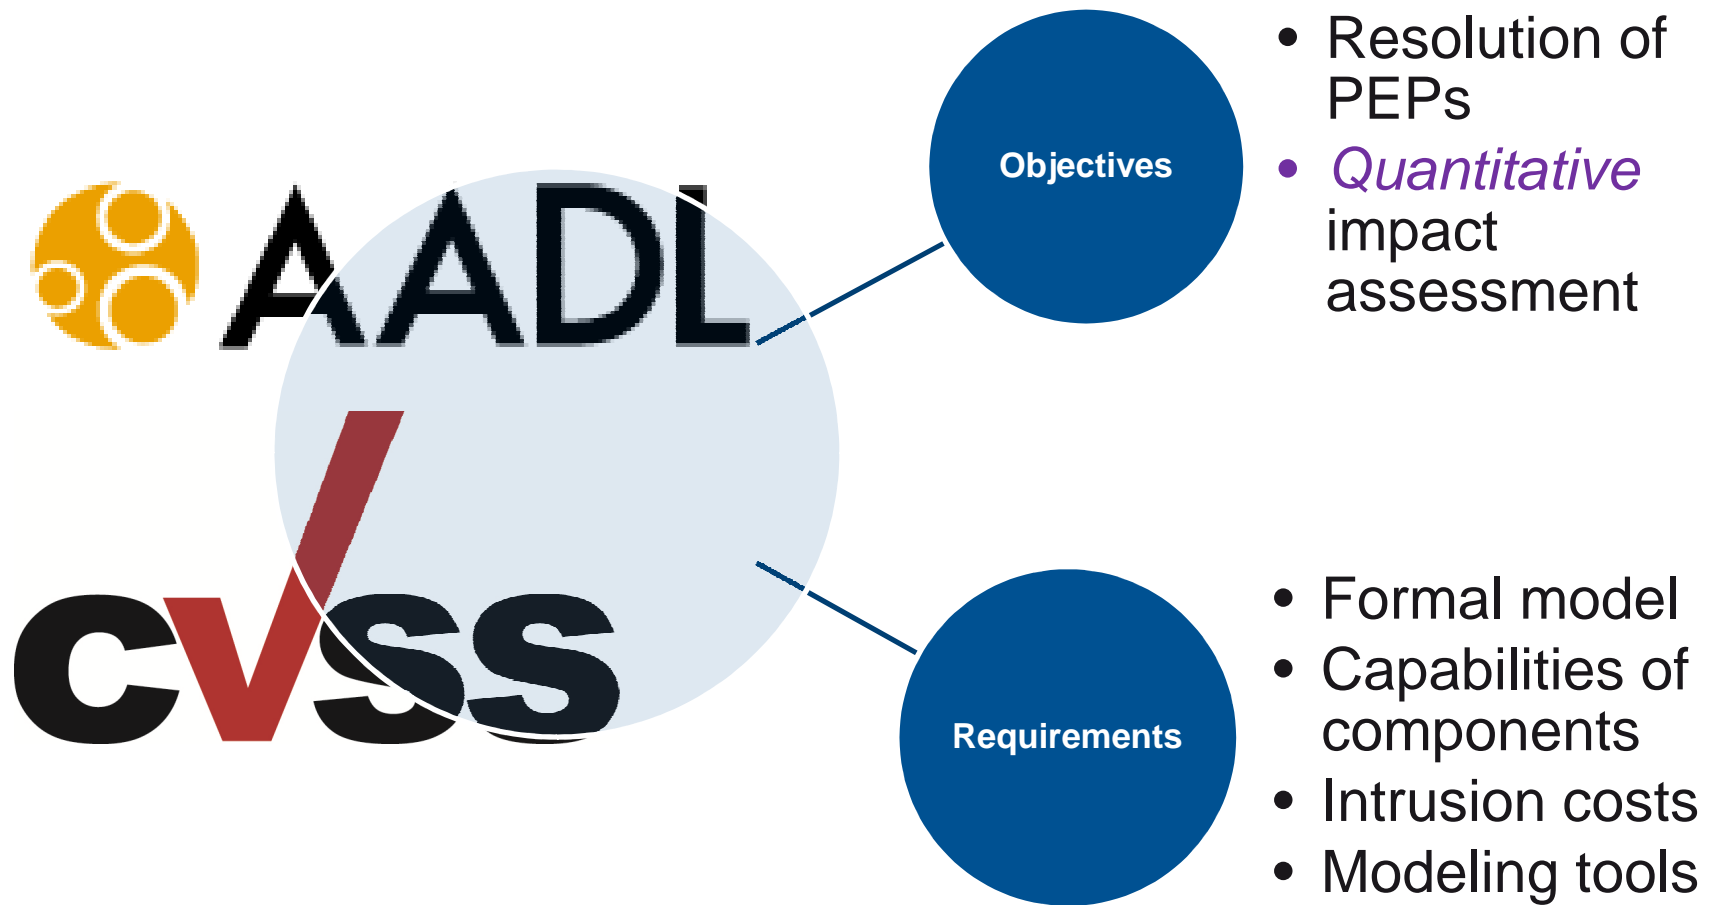 AADL
cvss
Objectives
• Resolution of
PEPs
• Quantitative
impact
assessment
Requirements
• Formal model
• Capabilities of
components
• Intrusion costs
• Modeling tools